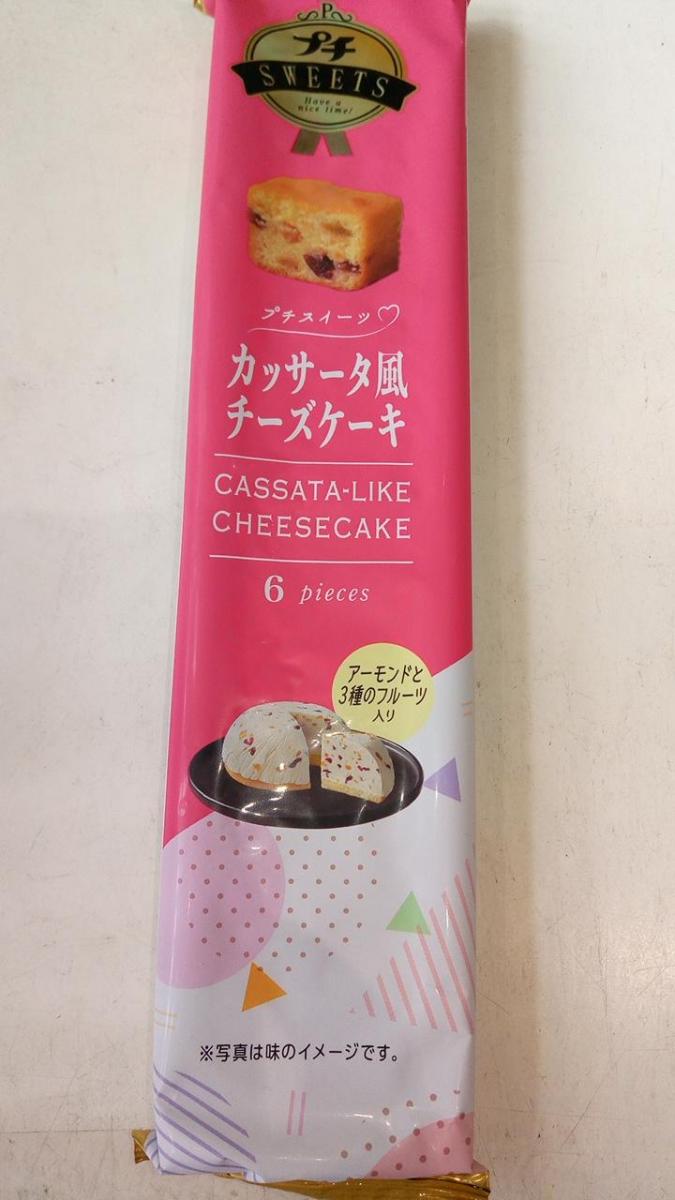 P
プチ
SWEETS
Have a
nice time!
プチスイーツ♡
カッサータ風
チーズケーキ
CASSATA-LIKE
CHEESECAKE
6 pieces
アーモンドと
3種のフルーツ
入り
※写真は味のイメージです。